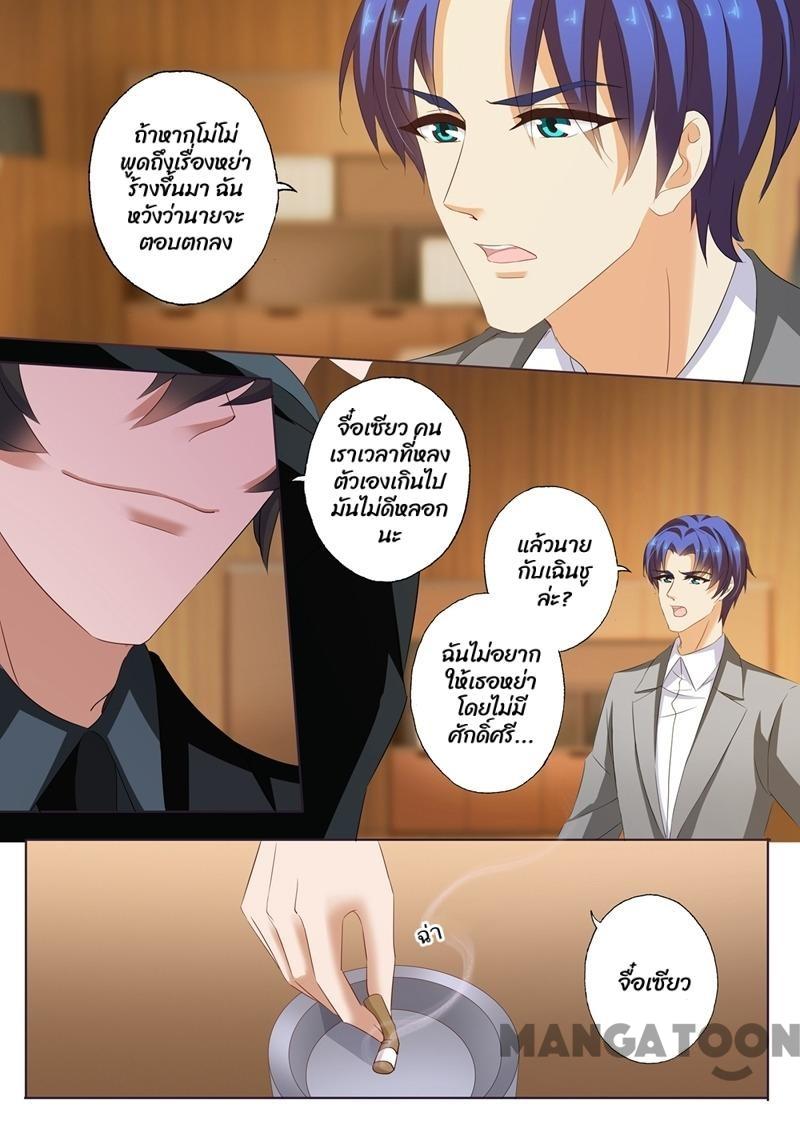 ถ้าหากโม่โม่
พูดถึงเรื่องหย่า
ร้างขึ้นมา ฉัน
หวังว่านายจะ
ตอบตกลง
จื่อเซียว คน
เราเวลาที่หลง
ตัวเองเกินไป
มันไม่ดีหลอก
นะ
แล้วนาย
กับเฉินซู
ล่ะ?
ฉันไม่อยาก
ให้เธอหย่า
โดยไม่มี
ศักดิ์ศรี...
ฉ่า
จื่อเซียว
MANGATOON